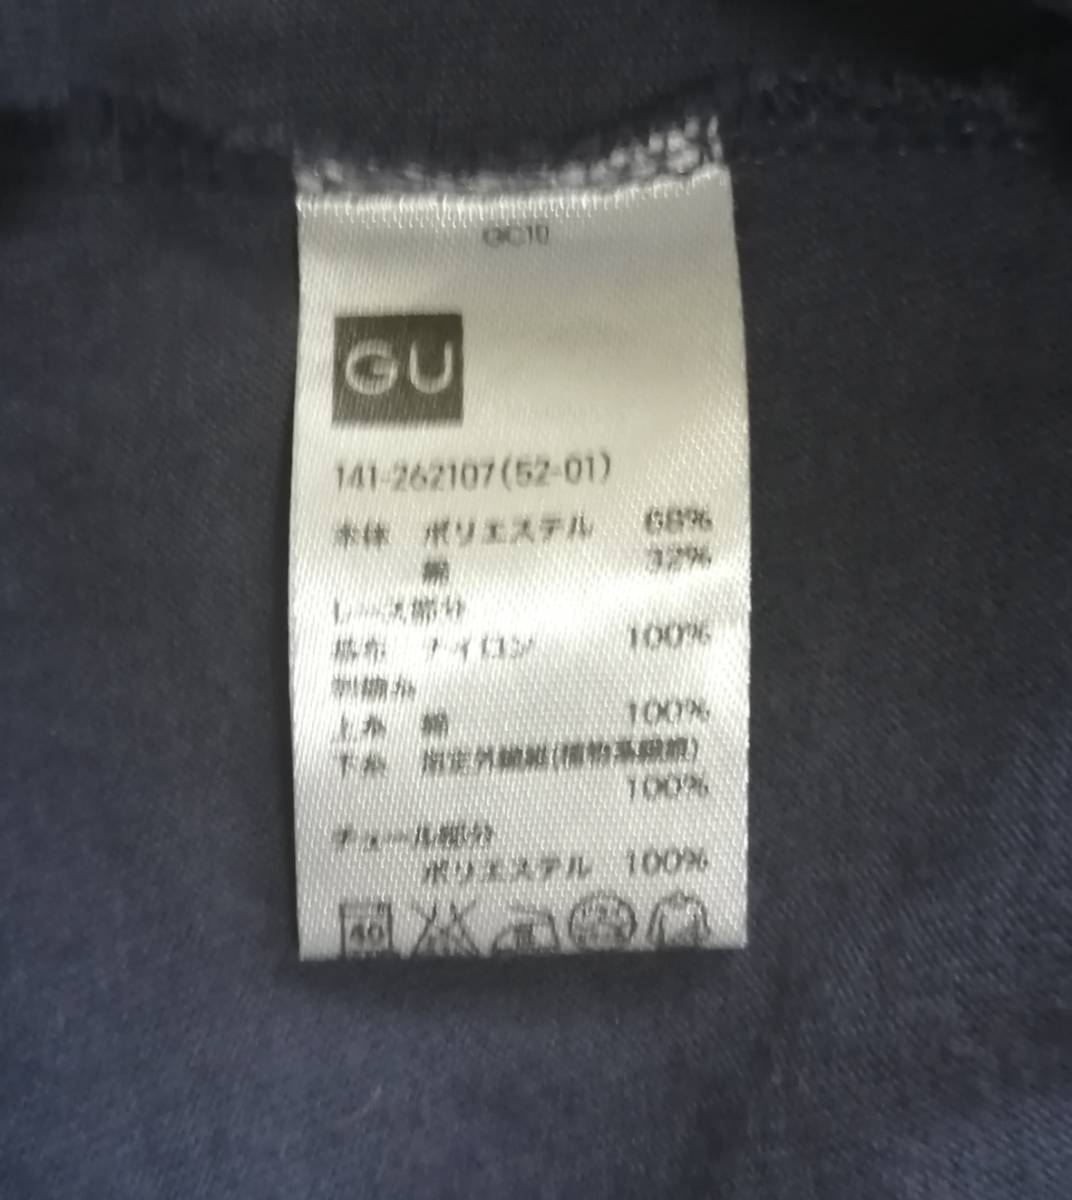 GC10
GU
141-262107(52-01)
本体 ポリエステル 68%
綿 32%
レース部分
基布 ナイロン 100%
刺繍糸
上糸 綿 100%
下糸 指定外繊維(植物系繊維)
100%
チュール部分
ポリエステル 100%
40